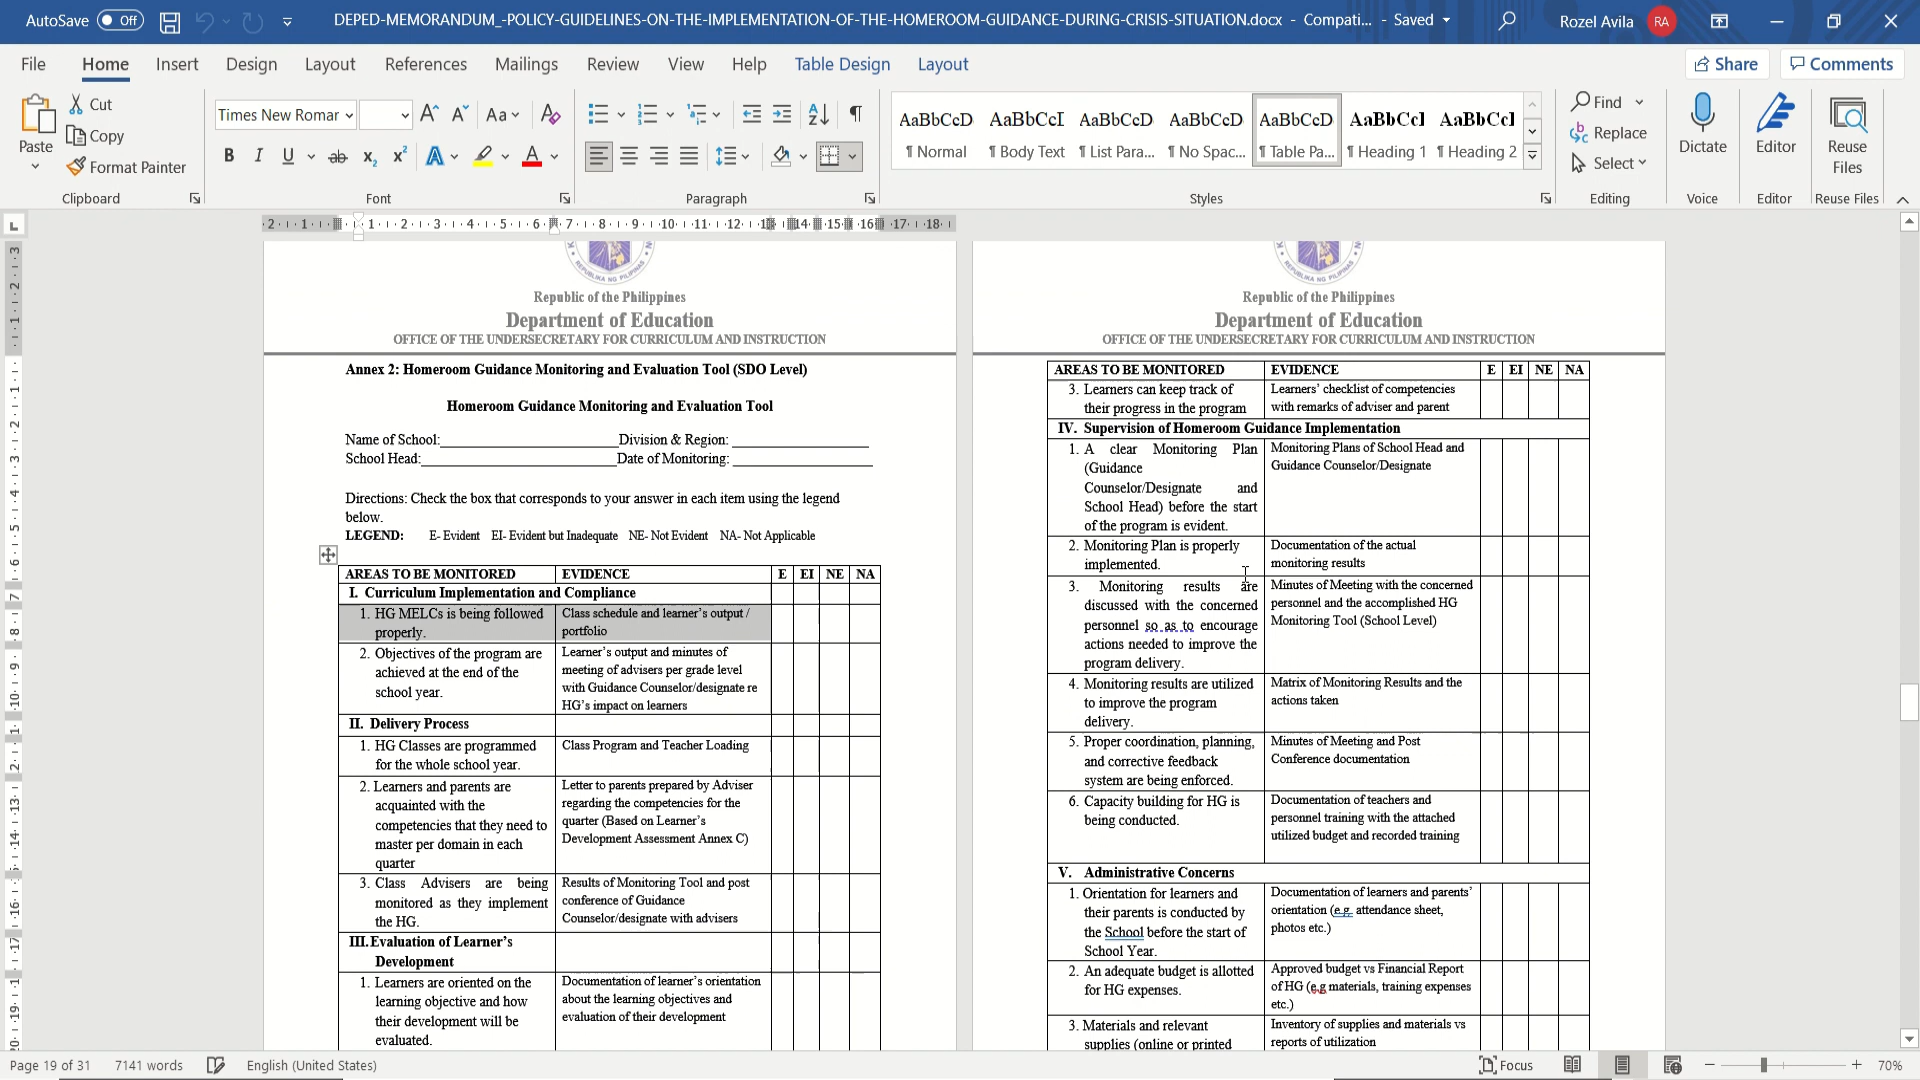 AutoSave Off
DEPED-MEMORANDUM_-POLICY-GUIDELINES-ON-THE-IMPLEMENTATION-OF-THE-HOMEROOM-GUIDANCE-DURING-CRISIS-SITUATION.docx - Compati... - Saved
Rozel Avila RA
File Home Insert Design Layout References Mailings Review View Help Table Design Layout
Share Comments
Paste
Cut
Copy
Format Painter
Clipboard
Times New Romar
Aa
B I U ab x₂ x² A A
Font
Paragraph
AaBbCcD AaBbCcI AaBbCcD AaBbCcD AaBbCcD AaBbCcI AaBbCcI
¶ Normal ¶ Body Text ¶ List Para... ¶ No Spac... ¶ Table Pa... ¶ Heading 1 ¶ Heading 2
Styles
Find
Replace
Select
Editing
Dictate
Voice
Editor
Editor
Reuse Files
Reuse Files
REPUBLIKA NG PILIPINAS
Republic of the Philippines
Department of Education
OFFICE OF THE UNDERSECRETARY FOR CURRICULUM AND INSTRUCTION
Annex 2: Homeroom Guidance Monitoring and Evaluation Tool (SDO Level)
Homeroom Guidance Monitoring and Evaluation Tool
Name of School:____________________Division & Region: _______________
School Head:______________________Date of Monitoring: _______________
Directions: Check the box that corresponds to your answer in each item using the legend
below.
LEGEND: E- Evident EI- Evident but Inadequate NE- Not Evident NA- Not Applicable
AREAS TO BE MONITORED EVIDENCE E EI NE NA
I. Curriculum Implementation and Compliance
1. HG MELCs is being followed
properly.
Class schedule and learner's output /
portfolio
2. Objectives of the program are
achieved at the end of the
school year.
Learner's output and minutes of
meeting of advisers per grade level
with Guidance Counselor/designate re
HG's impact on learners
II. Delivery Process
1. HG Classes are programmed
for the whole school year.
Class Program and Teacher Loading
2. Learners and parents are
acquainted with the
competencies that they need to
master per domain in each
quarter
Letter to parents prepared by Adviser
regarding the competencies for the
quarter (Based on Learner's
Development Assessment Annex C)
3. Class Advisers are being
monitored as they implement
the HG.
Results of Monitoring Tool and post
conference of Guidance
Counselor/designate with advisers
III. Evaluation of Learner's
Development
1. Learners are oriented on the
learning objective and how
their development will be
evaluated.
Documentation of learner's orientation
about the learning objectives and
evaluation of their development
REPUBLIKA NG PILIPINAS
Republic of the Philippines
Department of Education
OFFICE OF THE UNDERSECRETARY FOR CURRICULUM AND INSTRUCTION
AREAS TO BE MONITORED EVIDENCE E EI NE NA
3. Learners can keep track of
their progress in the program
Learners' checklist of competencies
with remarks of adviser and parent
IV. Supervision of Homeroom Guidance Implementation
1. A clear Monitoring Plan
(Guidance
Counselor/Designate and
School Head) before the start
of the program is evident.
Monitoring Plans of School Head and
Guidance Counselor/Designate
2. Monitoring Plan is properly
implemented.
Documentation of the actual
monitoring results
3. Monitoring results are
discussed with the concerned
personnel so as to encourage
actions needed to improve the
program delivery.
Minutes of Meeting with the concerned
personnel and the accomplished HG
Monitoring Tool (School Level)
4. Monitoring results are utilized
to improve the program
delivery.
Matrix of Monitoring Results and the
actions taken
5. Proper coordination, planning,
and corrective feedback
system are being enforced.
Minutes of Meeting and Post
Conference documentation
6. Capacity building for HG is
being conducted.
Documentation of teachers and
personnel training with the attached
utilized budget and recorded training
V. Administrative Concerns
1. Orientation for learners and
their parents is conducted by
the School before the start of
School Year.
Documentation of learners and parents'
orientation (e.g. attendance sheet,
photos etc.)
2. An adequate budget is allotted
for HG expenses.
Approved budget vs Financial Report
of HG (e.g materials, training expenses
etc.)
3. Materials and relevant
supplies (online or printed
Inventory of supplies and materials vs
reports of utilization
Page 19 of 31 7141 words English (United States) Focus 70%